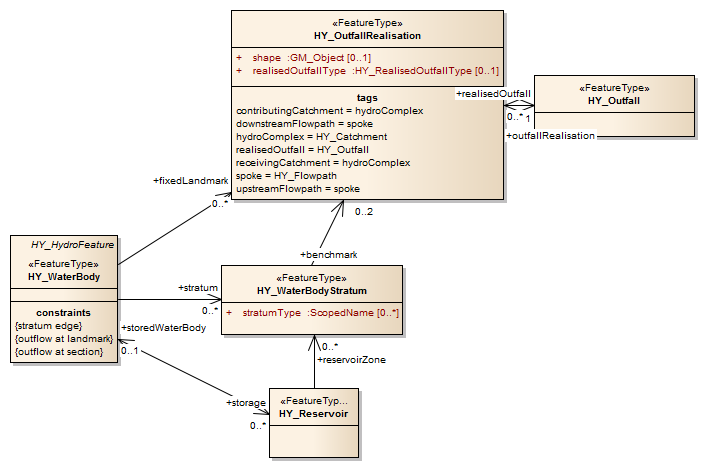 «FeatureType»
HY_OutfallRealisation
+ shape :GM_Object [0..1]
+ realisedOutfallType :HY_RealisedOutfallType [0..1]
tags
contributingCatchment = hydroComplex
downstreamFlowpath = spoke
hydroComplex = HY_Catchment
realisedOutfall = HY_Outfall
receivingCatchment = hydroComplex
spoke = HY_Flowpath
upstreamFlowpath = spoke
+realisedOutfall
0..* 1
+outfallRealisation
«FeatureType»
HY_Outfall
+fixedLandmark
0..*
0..2
+benchmark
HY_HydroFeature
«FeatureType»
HY_WaterBody
constraints
{stratum edge}
{outflow at landmark}
{outflow at section}
+stratum
0..*
«FeatureType»
HY_WaterBodyStratum
+ stratumType :ScopedName [0..*]
+storedWaterBody
0..1
0..*
+reservoirZone
+storage
0..*
«FeatureTyp...
HY_Reservoir